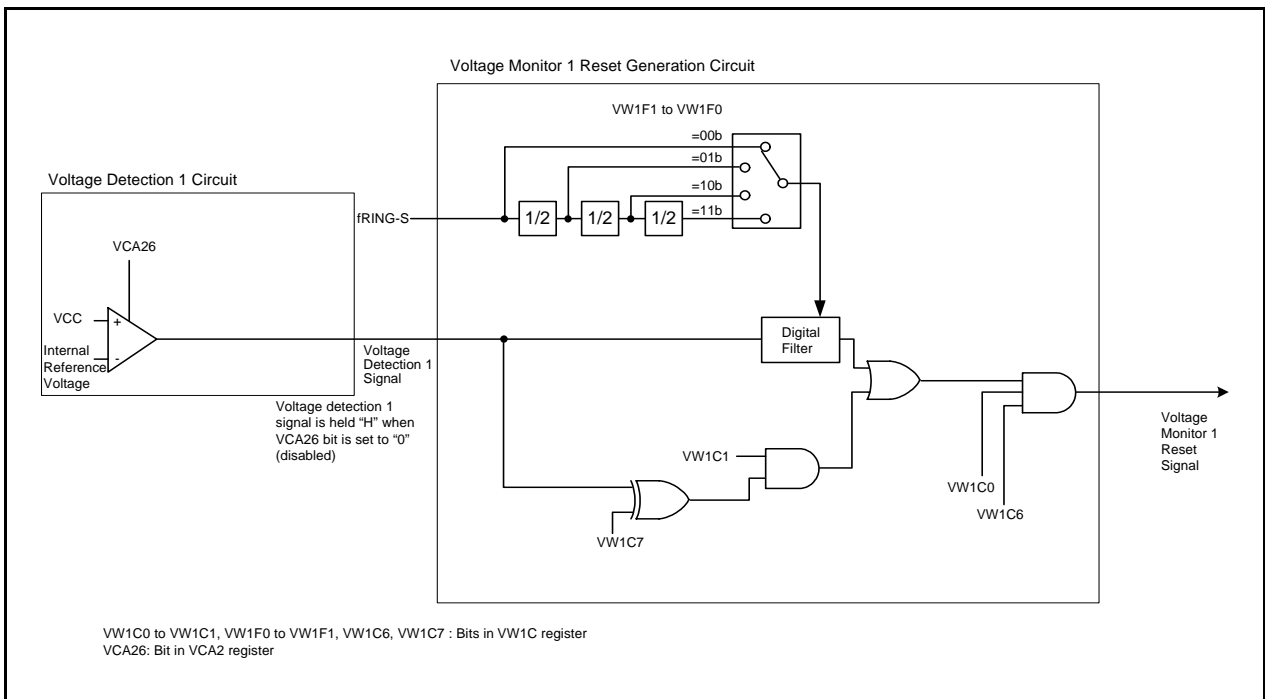 Voltage Monitor 1 Reset Generation Circuit
VW1F1 to VW1F0
=00b
=01b
=10b
=11b
Voltage Detection 1 Circuit
fRING-S
1/2
1/2
1/2
VCA26
VCC
+
-
Internal
Reference
Voltage
Voltage
Detection 1
Signal
Digital
Filter
Voltage detection 1
signal is held “H” when
VCA26 bit is set to “0”
(disabled)
VW1C1
VW1C7
VW1C0
VW1C6
Voltage
Monitor 1
Reset
Signal
VW1C0 to VW1C1, VW1F0 to VW1F1, VW1C6, VW1C7 : Bits in VW1C register
VCA26: Bit in VCA2 register